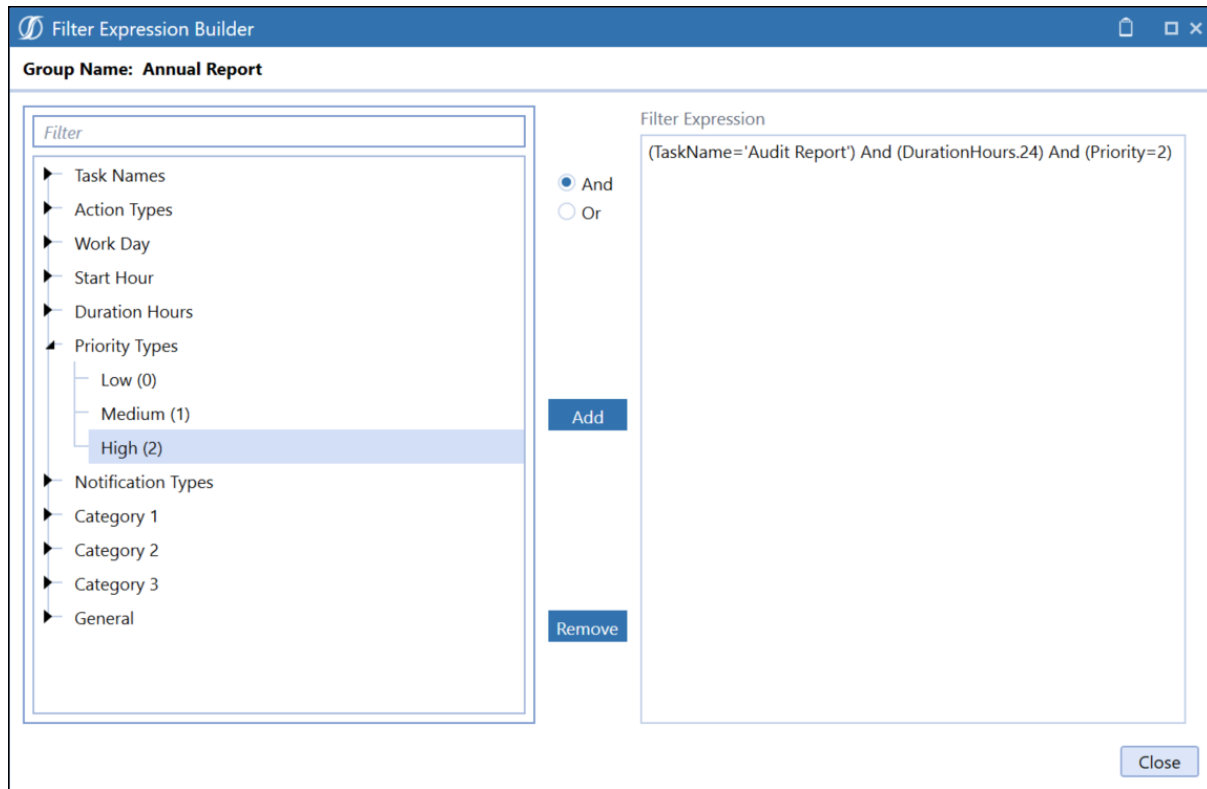 Filter Expression Builder
Group Name: Annual Report
Filter
Task Names
Action Types
Work Day
Start Hour
Duration Hours
Priority Types
Low (0)
Medium (1)
High (2)
Notification Types
Category 1
Category 2
Category 3
General
And
Or
Add
Remove
Filter Expression
(TaskName='Audit Report') And (DurationHours.24) And (Priority=2)
Close